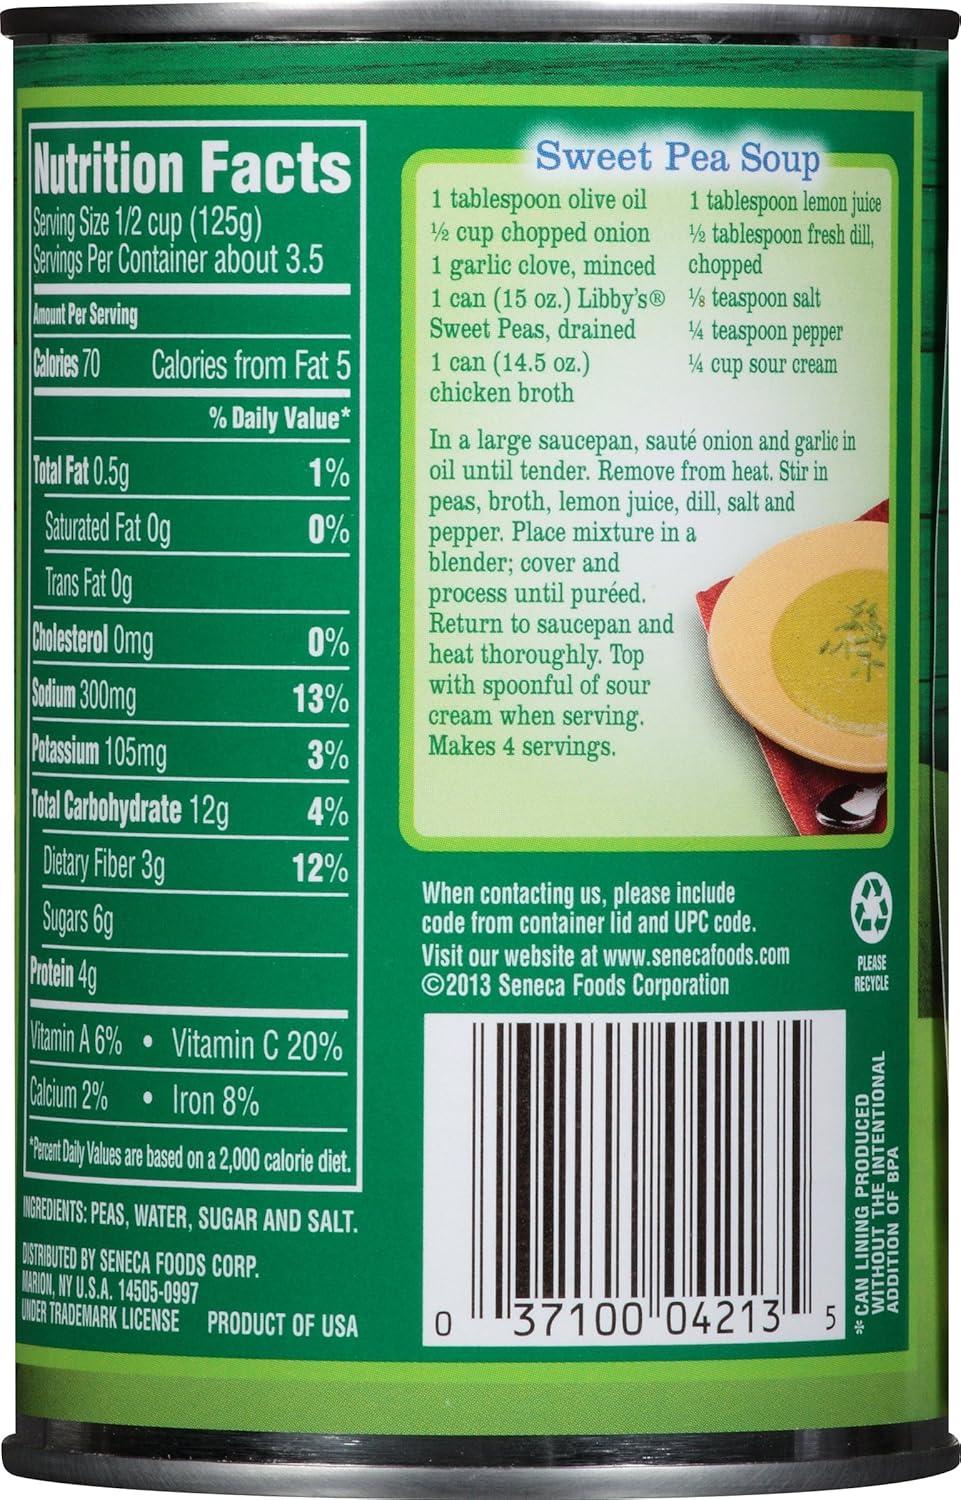 Nutrition Facts
Serving Size 1/2 cup (125g)
Servings Per Container about 3.5
Amount Per Serving
Calories 70 Calories from Fat 5
% Daily Value*
Total Fat 0.5g 1%
Saturated Fat 0g 0%
Trans Fat 0g
Cholesterol 0mg 0%
Sodium 300mg 13%
Potassium 105mg 3%
Total Carbohydrate 12g 4%
Dietary Fiber 3g 12%
Sugars 6g
Protein 4g
Vitamin A 6% • Vitamin C 20%
Calcium 2% • Iron 8%
*Percent Daily Values are based on a 2,000 calorie diet.
INGREDIENTS: PEAS, WATER, SUGAR AND SALT.
DISTRIBUTED BY SENECA FOODS CORP.
MARION, NY U.S.A. 14505-0997
UNDER TRADEMARK LICENSE PRODUCT OF USA
Sweet Pea Soup
1 tablespoon olive oil
½ cup chopped onion
1 garlic clove, minced
1 can (15 oz.) Libby's®
Sweet Peas, drained
1 can (14.5 oz.)
chicken broth
1 tablespoon lemon juice
½ tablespoon fresh dill,
chopped
⅛ teaspoon salt
¼ teaspoon pepper
¼ cup sour cream
In a large saucepan, sauté onion and garlic in
oil until tender. Remove from heat. Stir in
peas, broth, lemon juice, dill, salt and
pepper. Place mixture in a
blender; cover and
process until puréed.
Return to saucepan and
heat thoroughly. Top
with spoonful of sour
cream when serving.
Makes 4 servings.
When contacting us, please include
code from container lid and UPC code.
Visit our website at www.senecafoods.com
©2013 Seneca Foods Corporation
PLEASE
RECYCLE
0 37100 04213 5
* CAN LINING PRODUCED
WITHOUT THE INTENTIONAL
ADDITION OF BPA